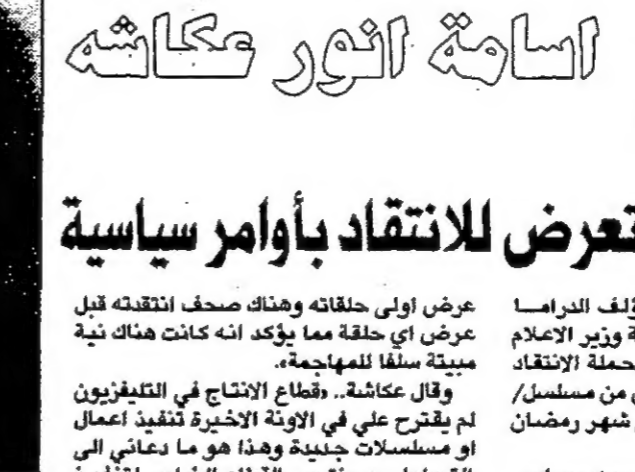 اسامة انور عكاشه
تعرض للانتقاد بأوامر سياسية
ؤلف الدراما
ة وزير الاعلام
حملة الانتقاد
ن من مسلسل/
شهر رمضان
عرض اولى حلقاته وهناك صحف انتقدته قبل
عرض اي حلقة مما يؤكد انه كانت هناك نية
مبيتة سلفا للمهاجمة».
وقال عكاشة.. «قطاع الانتاج في التليفزيون
لم يقترح علي في الاونة الاخيرة تنفيذ اعمال
او مسلسلات جديدة وهذا هو ما دعاني الى